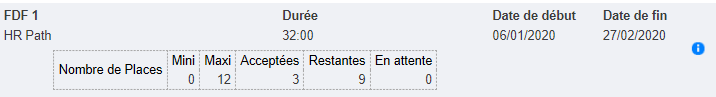 FDF 1 Durée Date de début Date de fin
HR Path 32:00 06/01/2020 27/02/2020
Nombre de Places Mini Maxi Acceptées Restantes En attente
0 12 3 9 0